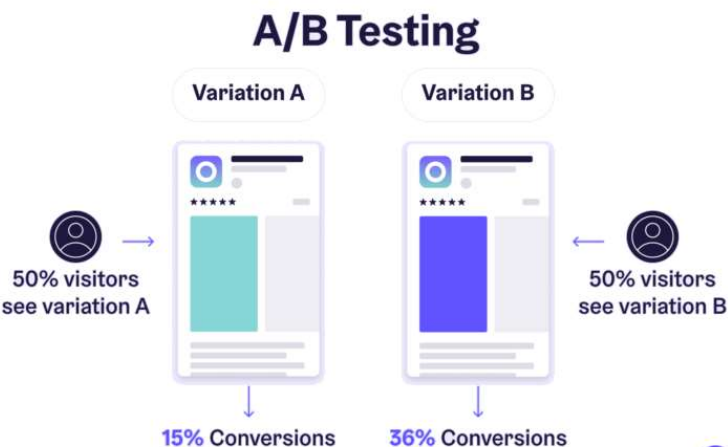 A/B Testing
Variation A
Variation B
50% visitors
see variation A
50% visitors
see variation B
15% Conversions
36% Conversions